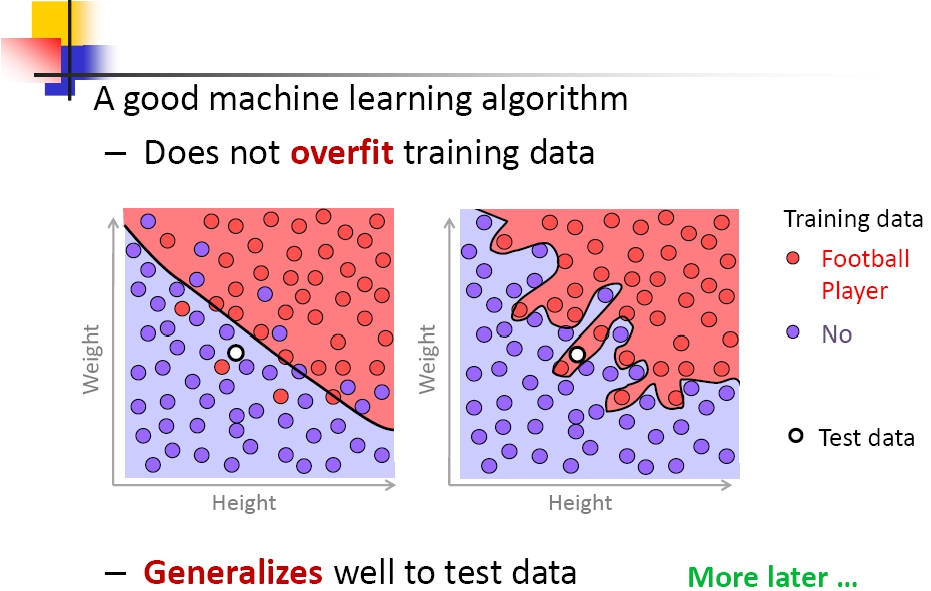 A good machine learning algorithm
– Does not overfit training data
Weight
Height
Weight
Height
Training data
Football
Player
No
Test data
– Generalizes well to test data
More later ...